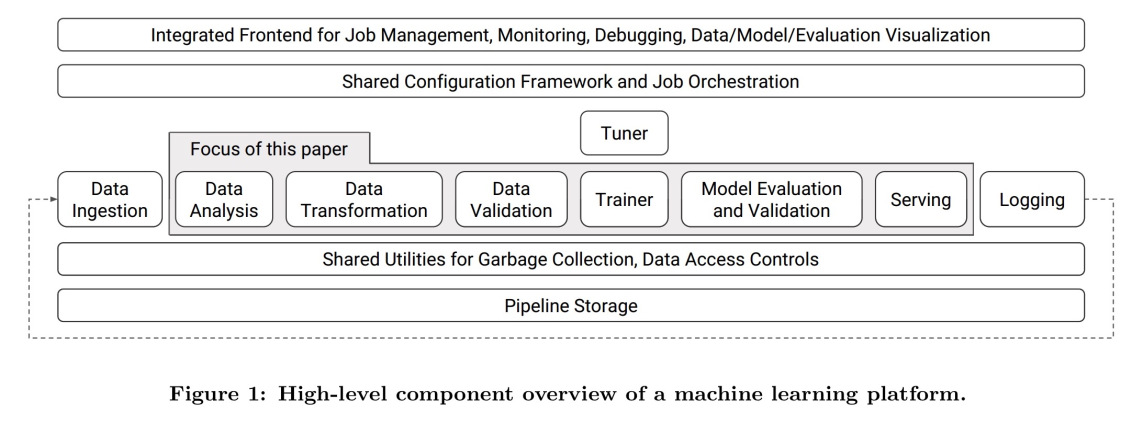 Integrated Frontend for Job Management, Monitoring, Debugging, Data/Model/Evaluation Visualization
Shared Configuration Framework and Job Orchestration
Tuner
Focus of this paper
Data
Ingestion
Data
Analysis
Data
Transformation
Data
Validation
Trainer
Model Evaluation
and Validation
Serving
Logging
Shared Utilities for Garbage Collection, Data Access Controls
Pipeline Storage
Figure 1: High-level component overview of a machine learning platform.